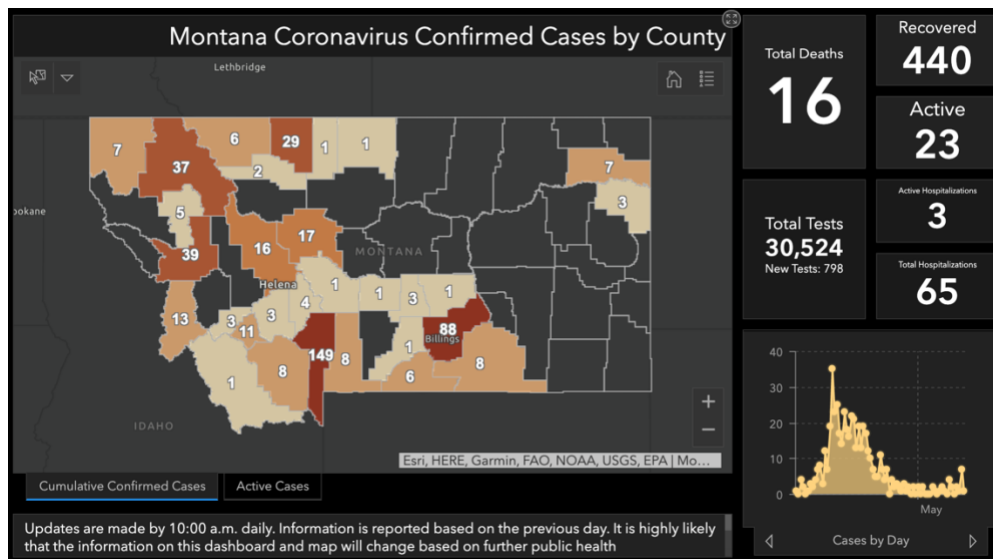 Montana Coronavirus Confirmed Cases by County
Lethbridge
7
6
29
1
1
37
2
7
5
3
pokane
39
16
17
MONTANA
Helena
1
1
3
1
4
3
13
3
11
88
Billings
1
149
8
8
1
8
6
IDAHO
+
−
Esri, HERE, Garmin, FAO, NOAA, USGS, EPA | Mo...
Cumulative Confirmed Cases
Active Cases
Updates are made by 10:00 a.m. daily. Information is reported based on the previous day. It is highly likely
that the information on this dashboard and map will change based on further public health
Total Deaths
16
Recovered
440
Active
23
Total Tests
30,524
New Tests: 798
Active Hospitalizations
3
Total Hospitalizations
65
40
30
20
10
0
May
Cases by Day